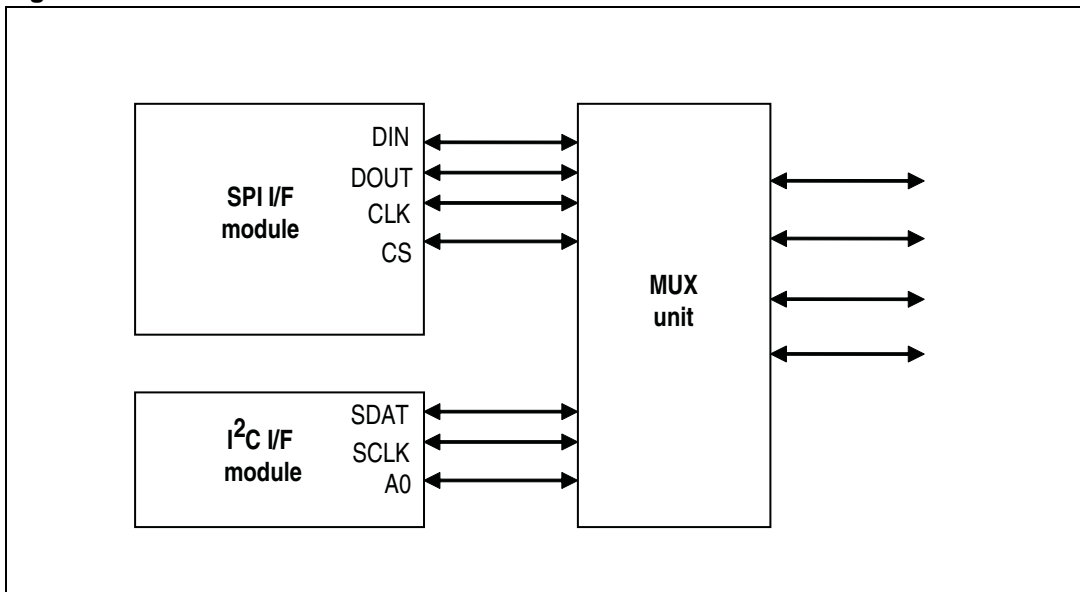 SPI I/F
module
DIN
DOUT
CLK
CS
I2C I/F
module
SDAT
SCLK
A0
MUX
unit